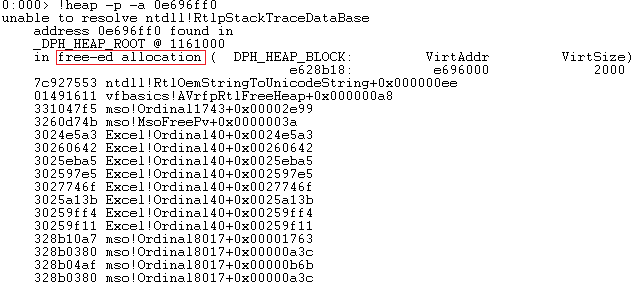 0:000> !heap -p -a 0e696ff0
unable to resolve ntdll!RtlpStackTraceDataBase
address 0e696ff0 found in
_DPH_HEAP_ROOT @ 1161000
in free-ed allocation ( DPH_HEAP_BLOCK: VirtAddr VirtSize)
e628b18: e696000 2000
7c927553 ntdll!RtlOemStringToUnicodeString+0x000000ee
01491611 vfbasics!AVrfpRtlFreeHeap+0x000000a8
331047f5 mso!Ordinal1743+0x00002e99
3260d74b mso!MsoFreePv+0x0000003a
3024e5a3 Excel!Ordinal40+0x0024e5a3
30260642 Excel!Ordinal40+0x00260642
3025eba5 Excel!Ordinal40+0x0025eba5
302597e5 Excel!Ordinal40+0x002597e5
3027746f Excel!Ordinal40+0x0027746f
3025a13b Excel!Ordinal40+0x0025a13b
30259ff4 Excel!Ordinal40+0x00259ff4
30259f11 Excel!Ordinal40+0x00259f11
328b10a7 mso!Ordinal8017+0x00001763
328b0380 mso!Ordinal8017+0x00000a3c
328b04af mso!Ordinal8017+0x00000b6b
328b0380 mso!Ordinal8017+0x00000a3c